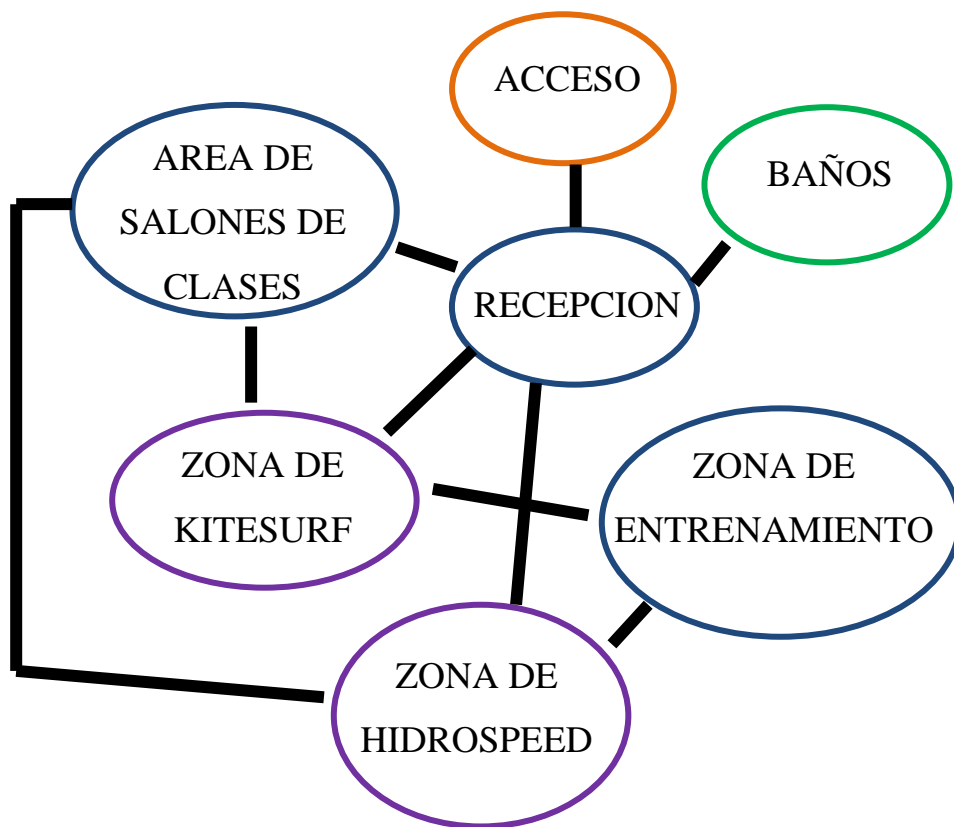 ACCESO
BAÑOS
AREA DE
SALONES DE
CLASES
RECEPCION
ZONA DE
KITESURF
ZONA DE
ENTRENAMIENTO
ZONA DE
HIDROSPEED